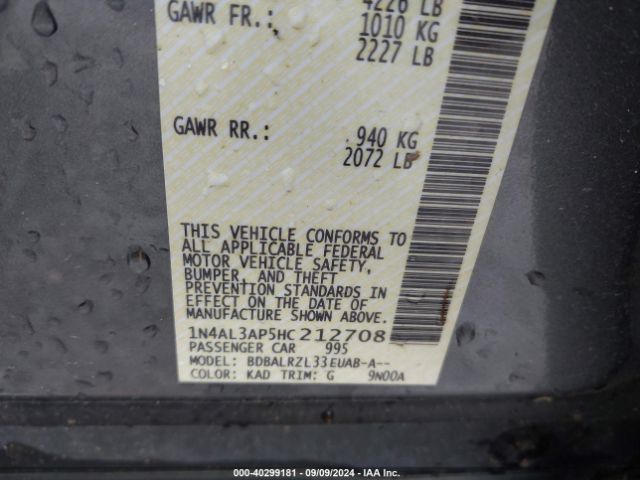 4226 LB
GAWR FR.: 1010 KG
2227 LB
GAWR RR.: 940 KG
2072 LB
THIS VEHICLE CONFORMS TO
ALL APPLICABLE FEDERAL
MOTOR VEHICLE SAFETY,
BUMPER, AND THEFT
PREVENTION STANDARDS IN
EFFECT ON THE DATE OF
MANUFACTURE SHOWN ABOVE.
1N4AL3AP5HC212708
PASSENGER CAR 995
MODEL: BDBALRZL33EUAB-A--
COLOR: KAD TRIM: G 9N00A
000-40299181 - 09/09/2024 - IAA Inc.